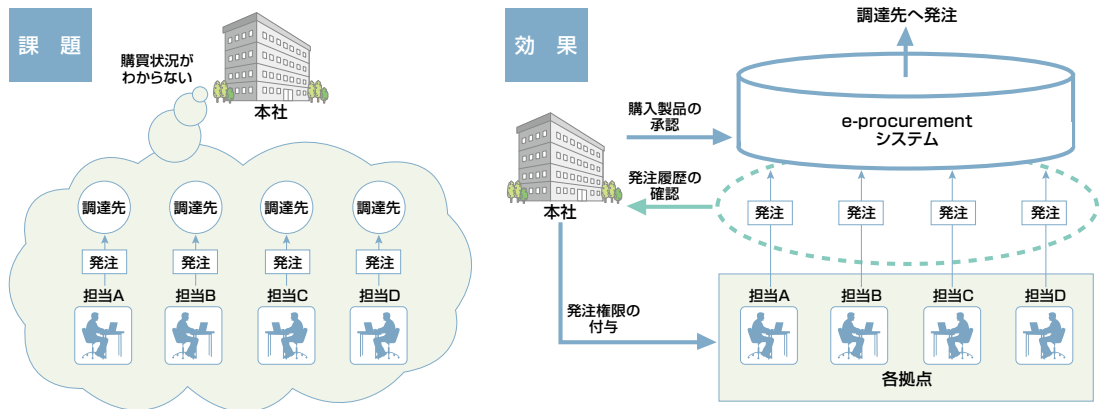 課 題
購買状況が
わからない
本社
調達先 調達先 調達先 調達先
発注 発注 発注 発注
担当A 担当B 担当C 担当D
効 果
調達先へ発注
e-procurement
システム
購入製品の
承認
発注履歴の
確認
本社
発注 発注 発注 発注
発注権限の
付与
担当A 担当B 担当C 担当D
各拠点